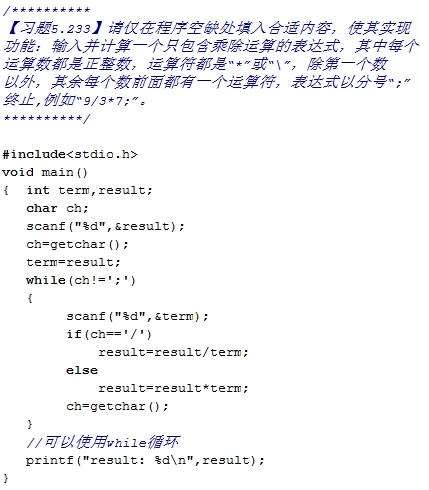 /**********
【习题5.233】请仅在程序空缺处填入合适内容，使其实现
功能：输入并计算一个只包含乘除运算的表达式，其中每个
运算数都是正整数，运算符都是“*”或“\”，除第一个数
以外，其余每个数前面都有一个运算符，表达式以分号“;”
终止,例如“9/3*7;”。
**********/
#include<stdio.h>
void main()
{  int term,result;
char ch;
scanf("%d",&result);
ch=getchar();
term=result;
while(ch!=';')
{
scanf("%d",&term);
if(ch=='/')
result=result/term;
else
result=result*term;
ch=getchar();
}
//可以使用while循环
printf("result: %d\n",result);
}